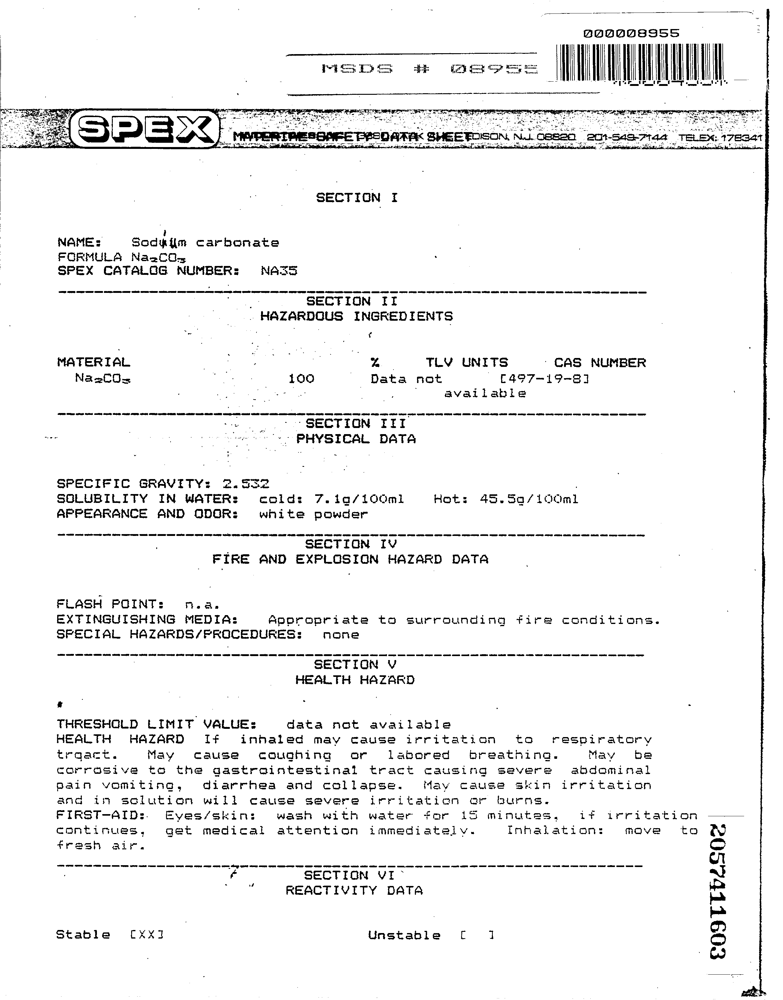 000008955
MSDS # 08955
SPEX
MATERIAL SAFETY DATA SHEET EDISON, N.J. 08820 201-549-7144 TELEX: 178341
SECTION I
NAME: Sodium carbonate
FORMULA Na₂CO₃
SPEX CATALOG NUMBER: NA35
SECTION II
HAZARDOUS INGREDIENTS
MATERIAL % TLV UNITS CAS NUMBER
Na₂CO₃ 100 Data not [497-19-8]
available
SECTION III
PHYSICAL DATA
SPECIFIC GRAVITY: 2.532
SOLUBILITY IN WATER: cold: 7.1g/100ml Hot: 45.5g/100ml
APPEARANCE AND ODOR: white powder
SECTION IV
FIRE AND EXPLOSION HAZARD DATA
FLASH POINT: n.a.
EXTINGUISHING MEDIA: Appropriate to surrounding fire conditions.
SPECIAL HAZARDS/PROCEDURES: none
SECTION V
HEALTH HAZARD
THRESHOLD LIMIT VALUE: data not available
HEALTH HAZARD If inhaled may cause irritation to respiratory
trqact. May cause coughing or labored breathing. May be
corrosive to the gastrointestinal tract causing severe abdominal
pain vomiting, diarrhea and collapse. May cause skin irritation
and in solution will cause severe irritation or burns.
FIRST-AID: Eyes/skin: wash with water for 15 minutes, if irritation
continues, get medical attention immediately. Inhalation: move to
fresh air.
SECTION VI
REACTIVITY DATA
Stable [XX] Unstable [ ]
2057411603